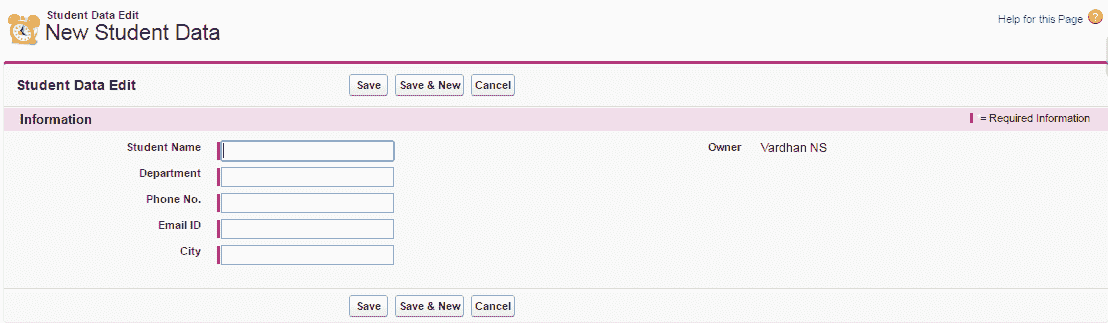 Student Data Edit
New Student Data
Help for this Page ?
Student Data Edit Save Save & New Cancel
Information = Required Information
Student Name Owner Vardhan NS
Department
Phone No.
Email ID
City
Save Save & New Cancel